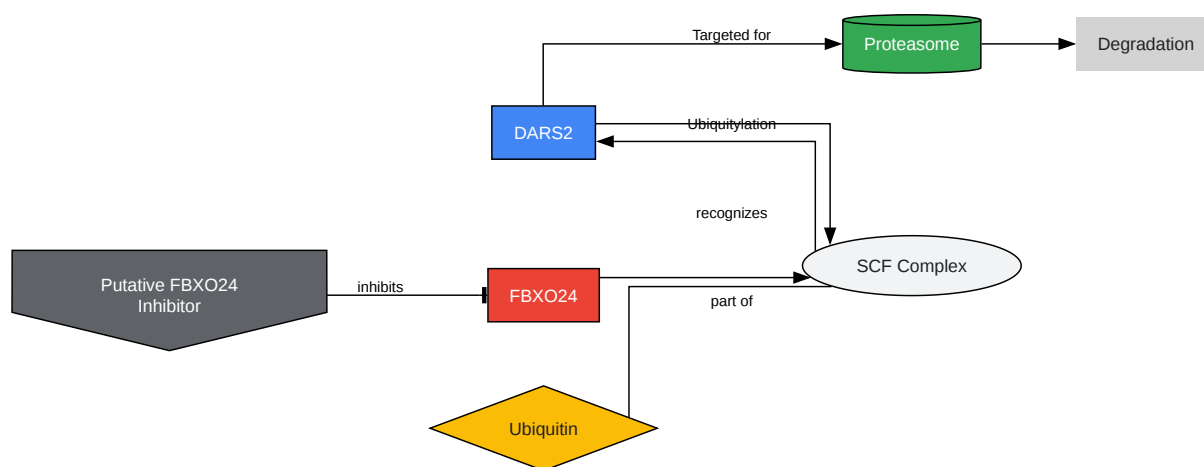 Targeted for
Proteasome
Degradation
DARS2
Ubiquitylation
recognizes
SCF Complex
Putative FBXO24
Inhibitor
inhibits
FBXO24
part of
Ubiquitin